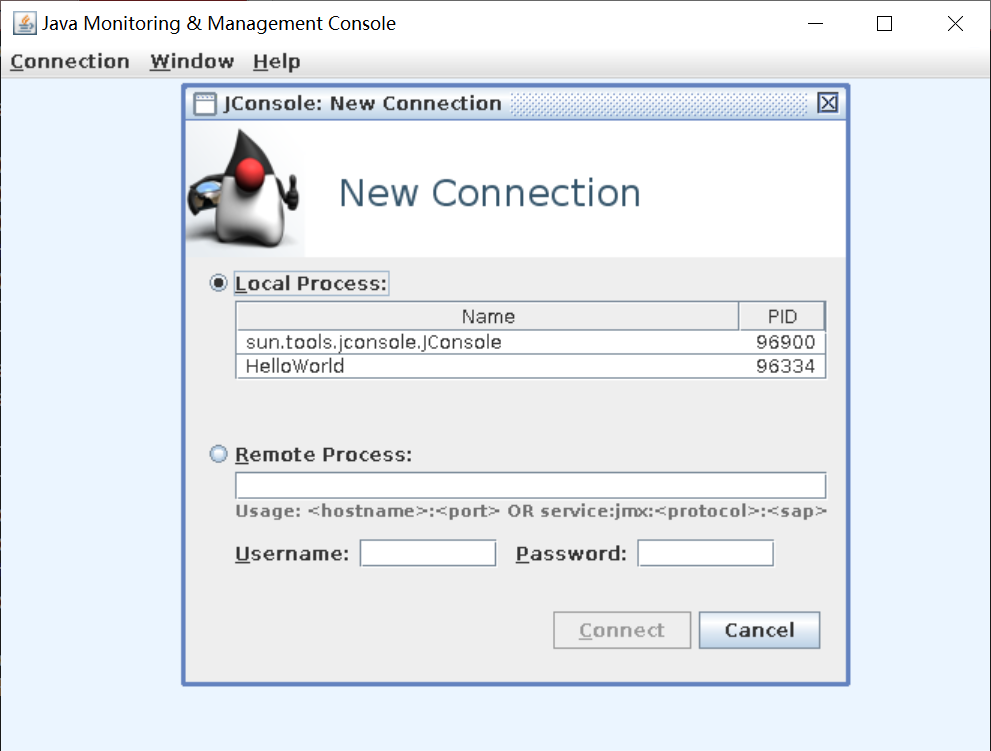 Java Monitoring & Management Console
Connection Window Help
JConsole: New Connection
New Connection
Local Process:
Name PID
sun.tools.jconsole.JConsole 96900
HelloWorld 96334
Remote Process:
Usage: <hostname>:<port> OR service:jmx:<protocol>:<sap>
Username: Password:
Connect Cancel